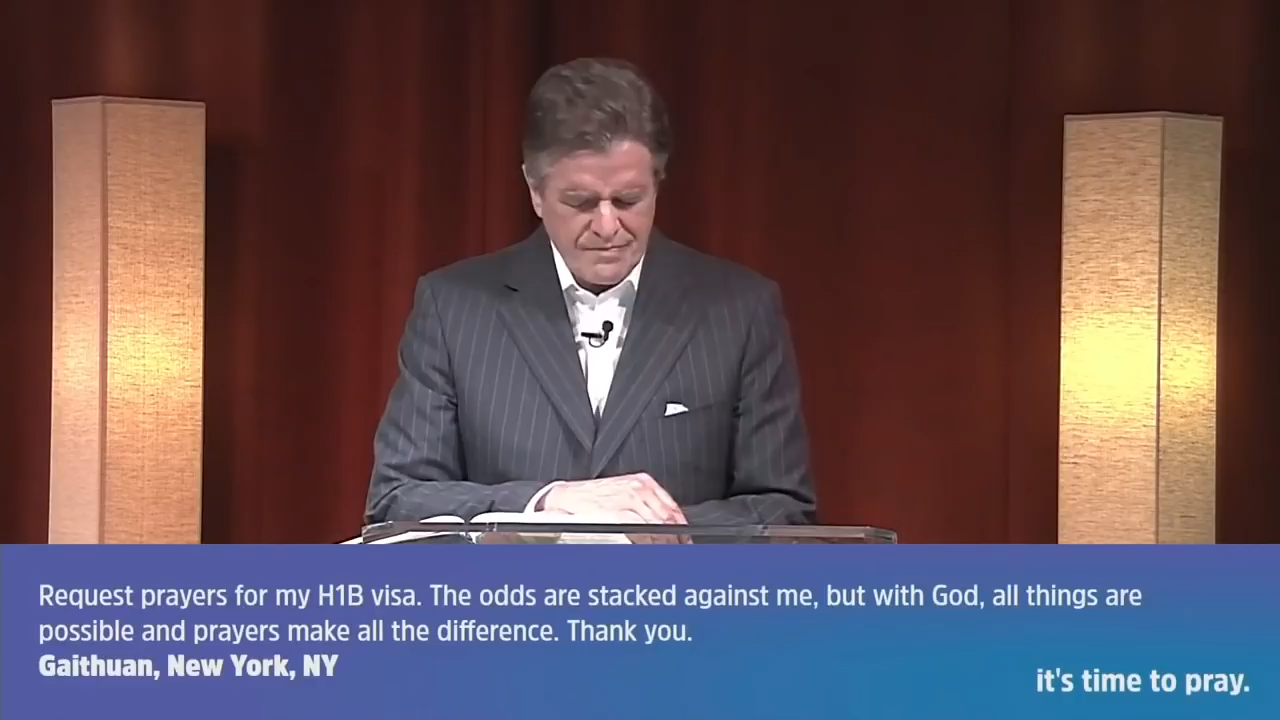 Request prayers for my H1B visa. The odds are stacked against me, but with God, all things are
possible and prayers make all the difference. Thank you.
Gaithuan, New York, NY
it's time to pray.